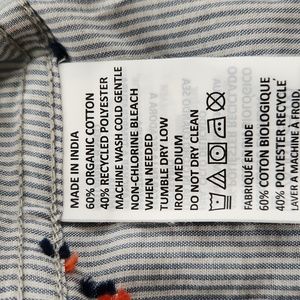 MADE IN INDIA
60% ORGANIC COTTON
40% RECYCLED POLYESTER
MACHINE WASH COLD GENTLE
NON-CHLORINE BLEACH
WHEN NEEDED
TUMBLE DRY LOW
IRON MEDIUM
DO NOT DRY CLEAN
FABRIQUÉ EN INDE
60% COTON BIOLOGIQUE
40% POLYESTER RECYCLÉ
LAVER À LA MACHINE À FROID,